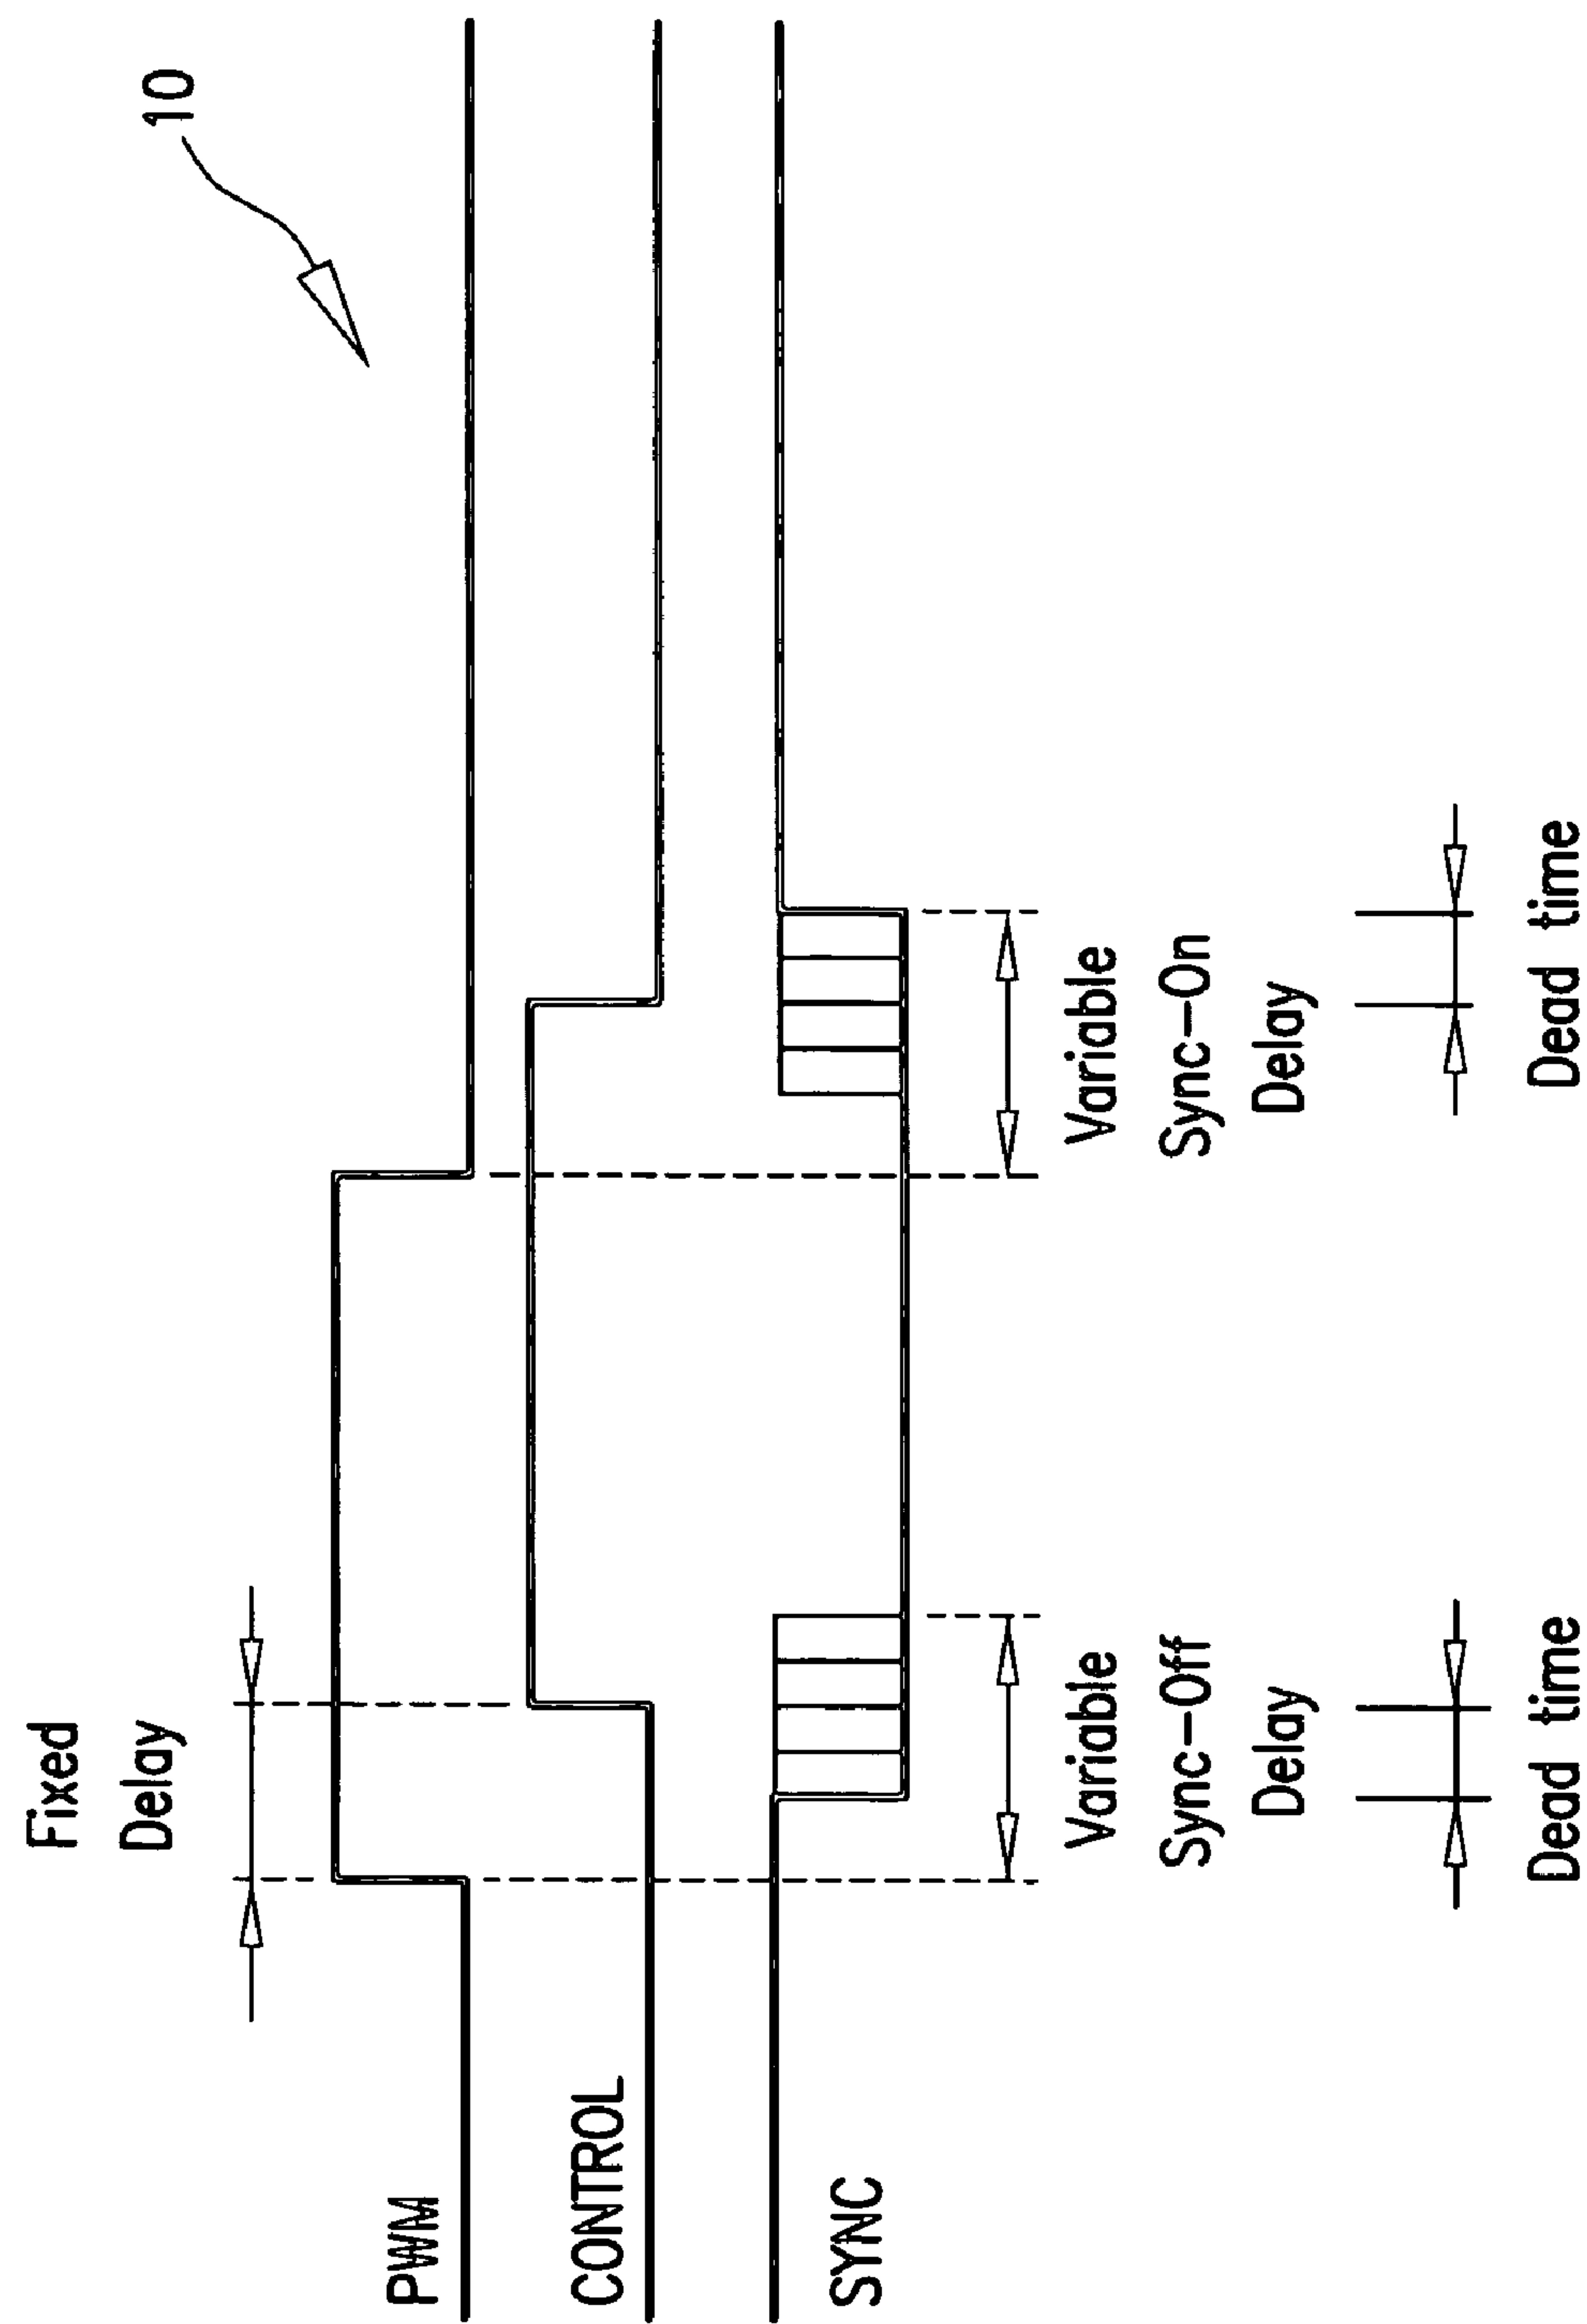 10
Fixed
Delay
PWM
CONTROL
SYNC
Variable
Sync-Off
Delay
Variable
Sync-On
Delay
Dead time
Dead time